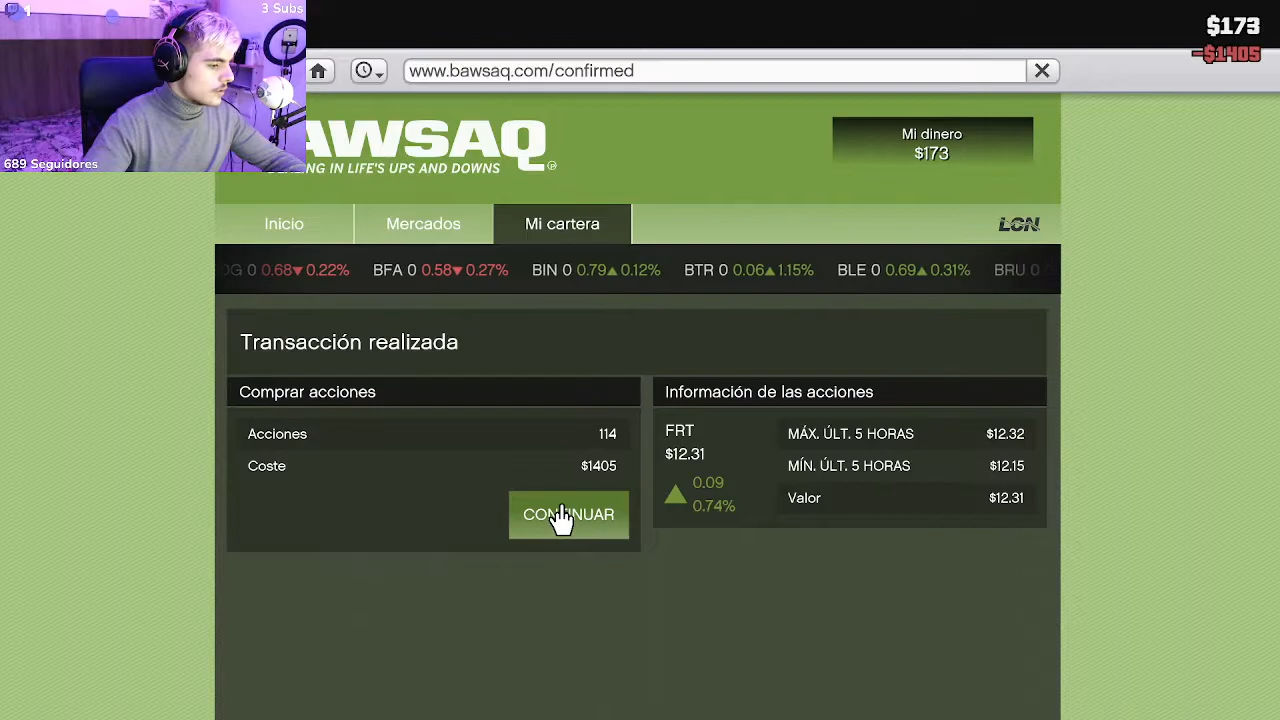 1
3 Subs
689 Seguidores
$173
-$1405
www.bawsaq.com/confirmed
AWSAQ
NG IN LIFE'S UPS AND DOWNS
Mi dinero
$173
Inicio
Mercados
Mi cartera
LCN
0.68▼0.22% BFA 0 0.58▼0.27% BIN 0 0.79▲0.12% BTR 0 0.06▲1.15% BLE 0 0.69▲0.31% BRU 0
Transacción realizada
Comprar acciones
Acciones 114
Coste $1405
CONTINUAR
Información de las acciones
FRT
$12.31
0.09
0.74%
MÁX. ÚLT. 5 HORAS $12.32
MÍN. ÚLT. 5 HORAS $12.15
Valor $12.31